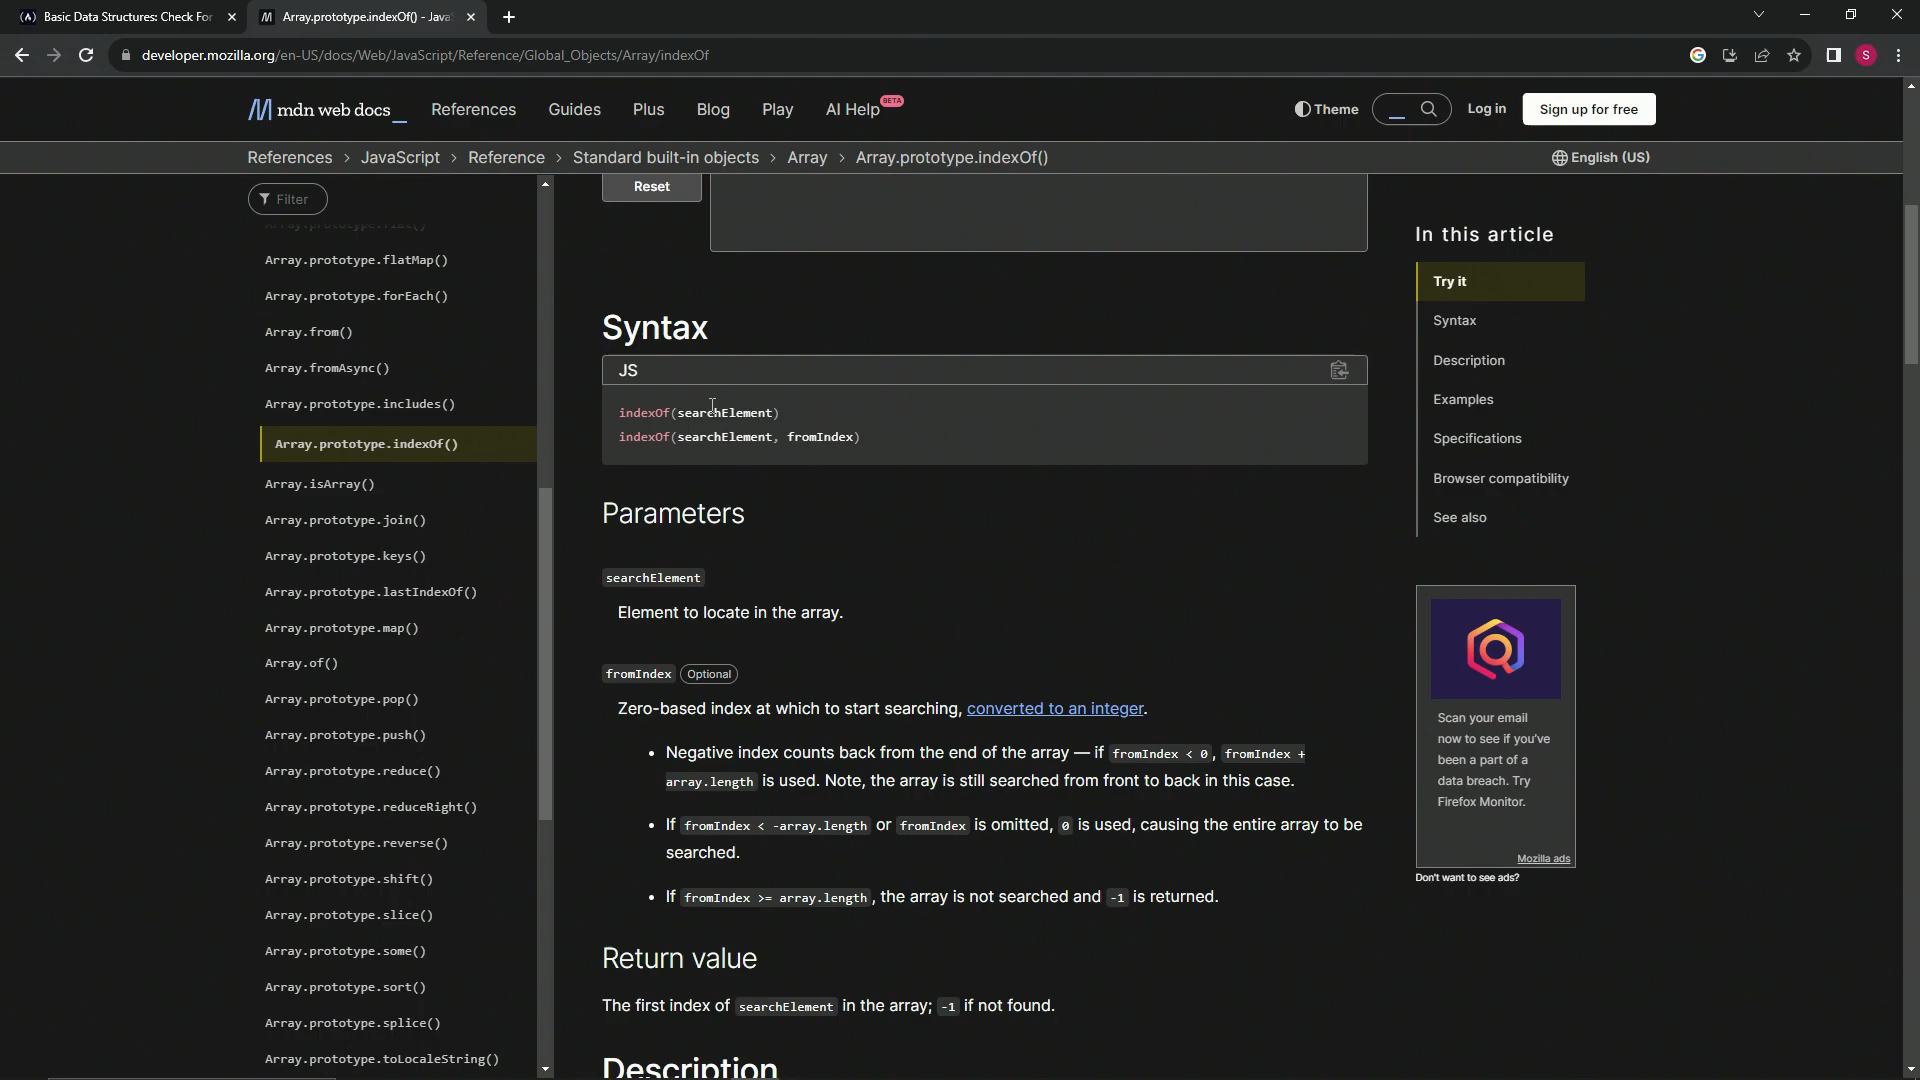 Basic Data Structures: Check For
Array.prototype.indexOf() - Java
developer.mozilla.org/en-US/docs/Web/JavaScript/Reference/Global_Objects/Array/indexOf
S
mdn web docs_
References
Guides
Plus
Blog
Play
AI Help
BETA
Theme
Log in
Sign up for free
References > JavaScript > Reference > Standard built-in objects > Array > Array.prototype.indexOf()
English (US)
Filter
Array.prototype.flat()
Array.prototype.flatMap()
Array.prototype.forEach()
Array.from()
Array.fromAsync()
Array.prototype.includes()
Array.prototype.indexOf()
Array.isArray()
Array.prototype.join()
Array.prototype.keys()
Array.prototype.lastIndexOf()
Array.prototype.map()
Array.of()
Array.prototype.pop()
Array.prototype.push()
Array.prototype.reduce()
Array.prototype.reduceRight()
Array.prototype.reverse()
Array.prototype.shift()
Array.prototype.slice()
Array.prototype.some()
Array.prototype.sort()
Array.prototype.splice()
Array.prototype.toLocaleString()
Reset
Syntax
JS
indexOf(searchElement)
indexOf(searchElement, fromIndex)
Parameters
searchElement
Element to locate in the array.
fromIndex Optional
Zero-based index at which to start searching, converted to an integer.
• Negative index counts back from the end of the array — if fromIndex < 0, fromIndex +
array.length is used. Note, the array is still searched from front to back in this case.
• If fromIndex < -array.length or fromIndex is omitted, 0 is used, causing the entire array to be
searched.
• If fromIndex >= array.length, the array is not searched and -1 is returned.
Return value
The first index of searchElement in the array; -1 if not found.
Description
In this article
Try it
Syntax
Description
Examples
Specifications
Browser compatibility
See also
Scan your email
now to see if you've
been a part of a
data breach. Try
Firefox Monitor.
Mozilla ads
Don't want to see ads?